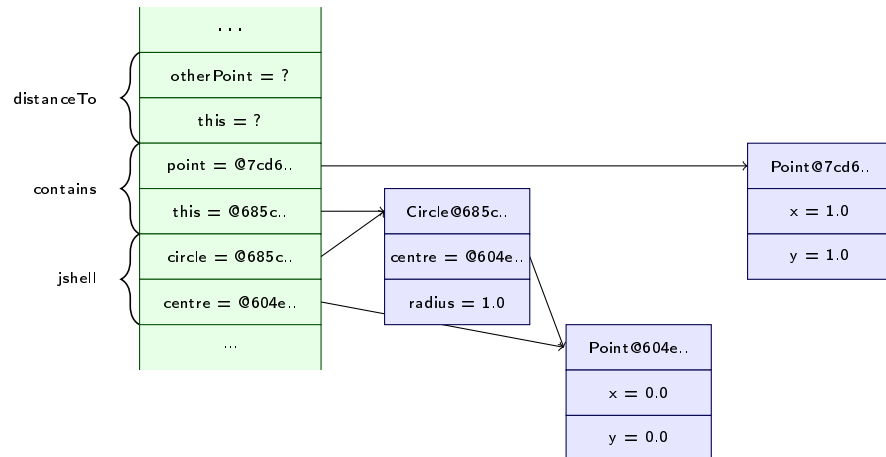 ...
distanceTo
otherPoint = ?
this = ?
contains
point = @7cd6..
this = @685c..
jshell
circle = @685c..
centre = @604e..
...
Circle@685c..
centre = @604e..
radius = 1.0
Point@604e..
x = 0.0
y = 0.0
Point@7cd6..
x = 1.0
y = 1.0